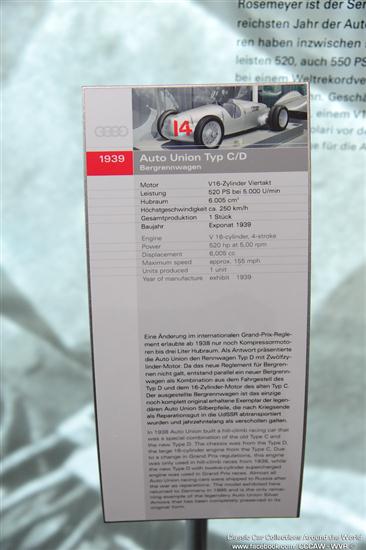 Rosemeyer ist der Ser
reichsten Jahr der Auto
ren haben inzwischen
leisten 520, auch 550 PS
bei einem Weltrekordve
Geschä
einem V1
olari vor d
e für die A
14
1939
Auto Union Typ C/D
Bergrennwagen
Motor V16-Zylinder Viertakt
Leistung 520 PS bei 5.000 U/min
Hubraum 6.005 cm³
Höchstgeschwindigkeit ca. 250 km/h
Gesamtproduktion 1 Stück
Baujahr Exponat 1939
Engine V 16-cylinder, 4-stroke
Power 520 hp at 5,00 rpm
Displacement 6,005 cc
Maximum speed approx. 155 mph
Units produced 1 unit
Year of manufacture exhibit 1939
Eine Änderung im internationalen Grand-Prix-Regle-
ment erlaubte ab 1938 nur noch Kompressormoto-
ren bis drei Liter Hubraum. Als Antwort präsentierte
die Auto Union den Rennwagen Typ D mit Zwölfzy-
linder-Motor. Da das neue Reglement für Bergren-
nen nicht galt, entstand parallel ein neuer Bergrenn-
wagen als Kombination aus dem Fahrgestell des
Typ D und dem 16-Zylinder-Motor des alten Typ C.
Der ausgestellte Bergrennwagen ist das einzige
noch komplett original erhaltene Exemplar der legen-
dären Auto Union Silberpfeile, die nach Kriegsende
als Reparationsgut in die UdSSR abtransportiert
wurden und jahrzehntelang als verschollen galten.
In 1938 Auto Union built a hill-climb racing car that
was a special combination of the old Type C and
the new Type D. The chassis was from the Type D,
the large 16-cylinder engine from the Type C. Due
to a change in Grand Prix regulations, this engine
was only used in hill-climb races from 1938, while
the new Type D with twelve-cylinder supercharged
engine was used in Grand Prix races. Almost all
Auto Union racing cars were shipped to Russia after
the war as reparations. The model exhibited here
returned to Germany in 1995 and is the only remai-
ning example of the legendary Auto Union Silver
Arrows that has been completely preserved in its
original form.
Classic Car Collections Around the World
www.facebook.com/CCCAW.WVR